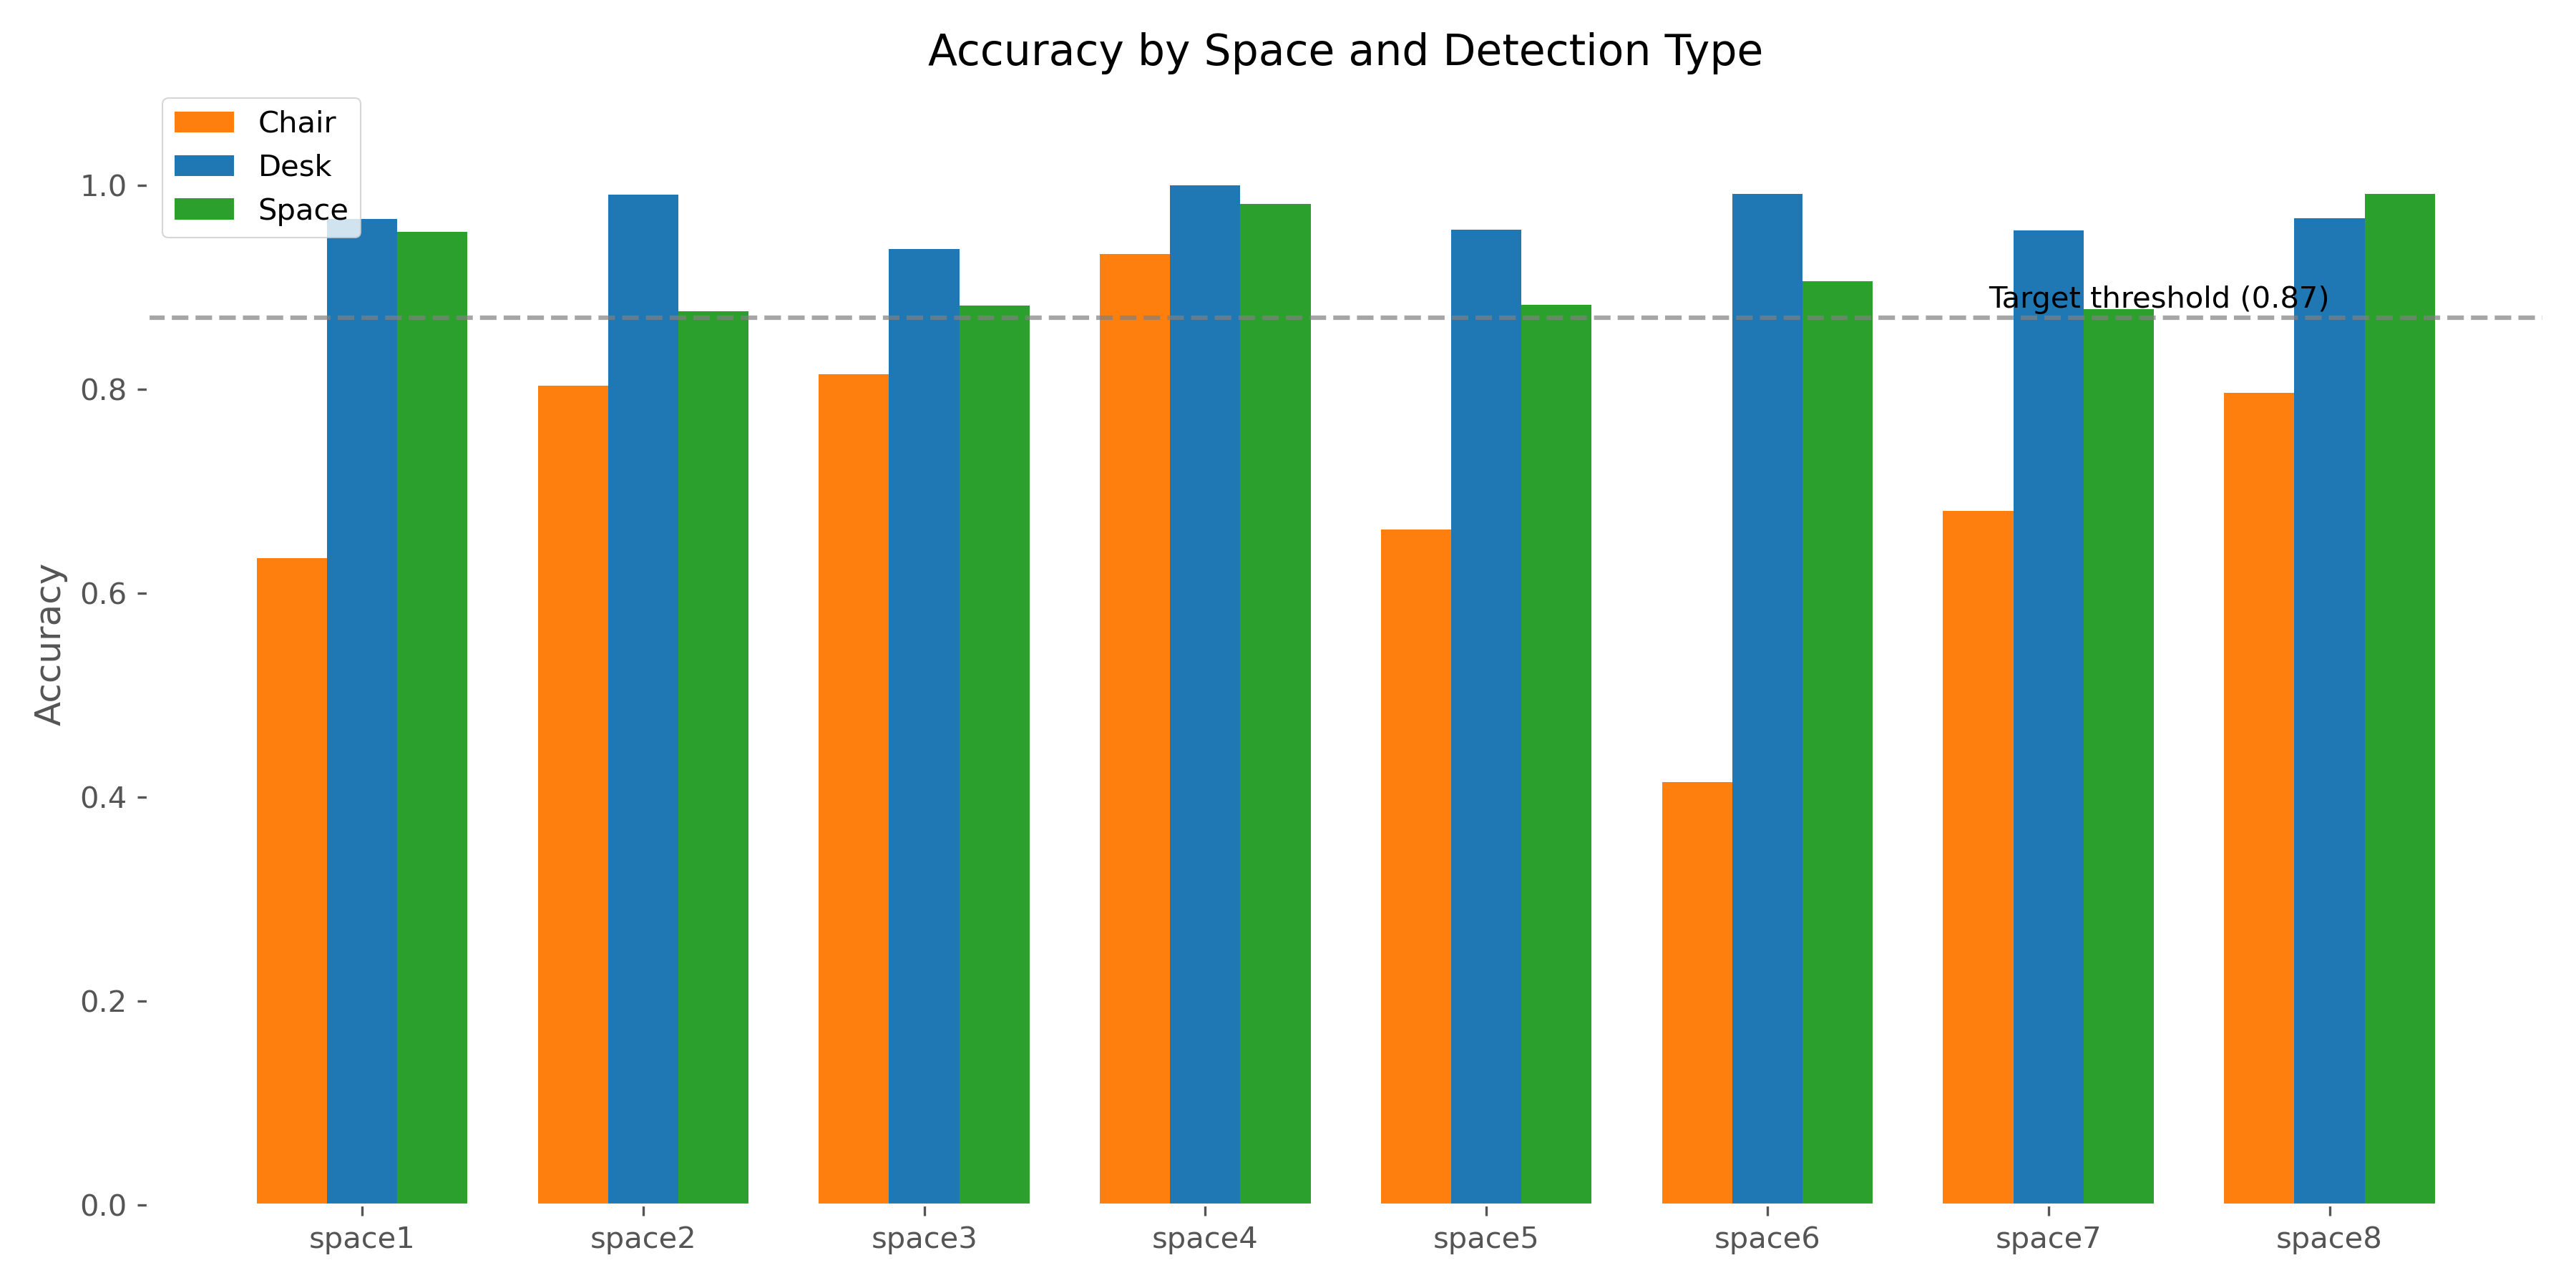 Accuracy by Space and Detection Type
Chair
Desk
Space
Target threshold (0.87)
Accuracy
1.0
0.8
0.6
0.4
0.2
0.0
space1 space2 space3 space4 space5 space6 space7 space8